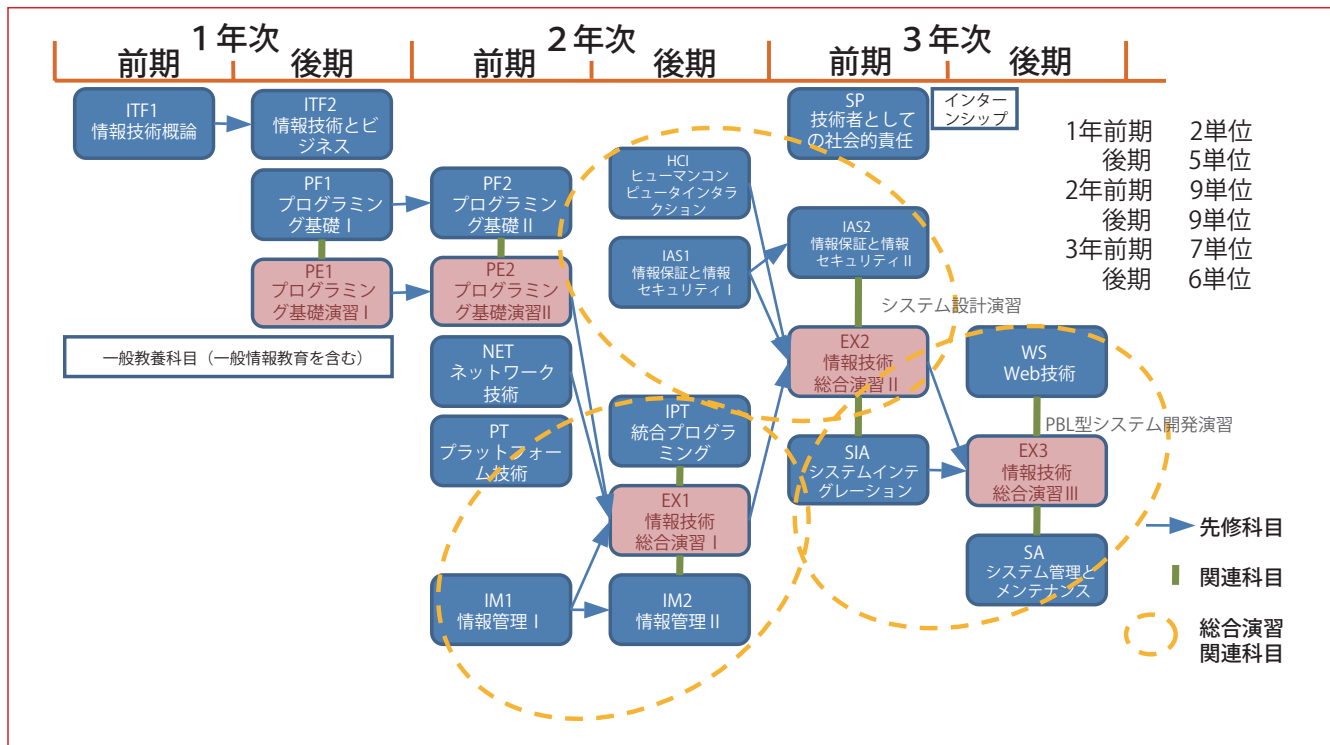 1年次
2年次
3年次
前期
後期
前期
後期
前期
後期
ITF1
情報技術概論
ITF2
情報技術とビ
ジネス
SP
技術者として
の社会的責任
インター
ンシップ
1年前期 2単位
後期 5単位
2年前期 9単位
後期 9単位
3年前期 7単位
後期 6単位
PF1
プログラミン
グ基礎Ⅰ
PF2
プログラミン
グ基礎Ⅱ
HCI
ヒューマンコン
ピュータインタラ
クション
IAS1
情報保証と情報
セキュリティⅠ
IAS2
情報保証と情報
セキュリティⅡ
PE1
プログラミン
グ基礎演習Ⅰ
PE2
プログラミン
グ基礎演習Ⅱ
システム設計演習
一般教養科目（一般情報教育を含む）
NET
ネットワーク
技術
EX2
情報技術
総合演習Ⅱ
WS
Web技術
PT
プラットフォー
ム技術
IPT
統合プログラ
ミング
PBL型システム開発演習
SIA
システムインテ
グレーション
EX3
情報技術
総合演習Ⅲ
EX1
情報技術
総合演習Ⅰ
SA
システム管理と
メンテナンス
IM1
情報管理Ⅰ
IM2
情報管理Ⅱ
先修科目
関連科目
総合演習
関連科目